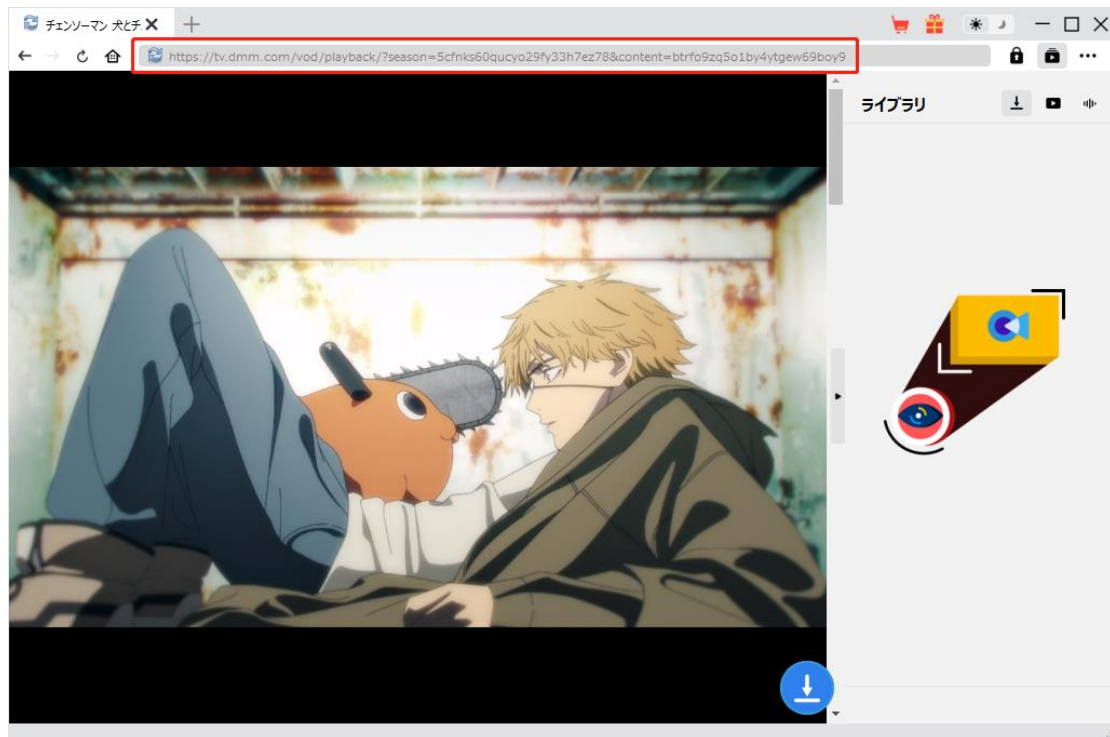 チェンソーマン 犬とチ
https://tv.dmm.com/vod/playback/?season=5cfnks60qucyo29fy33h7ez78&content=btrfo9zq5o1by4ytgew69boy9
ライブラリ